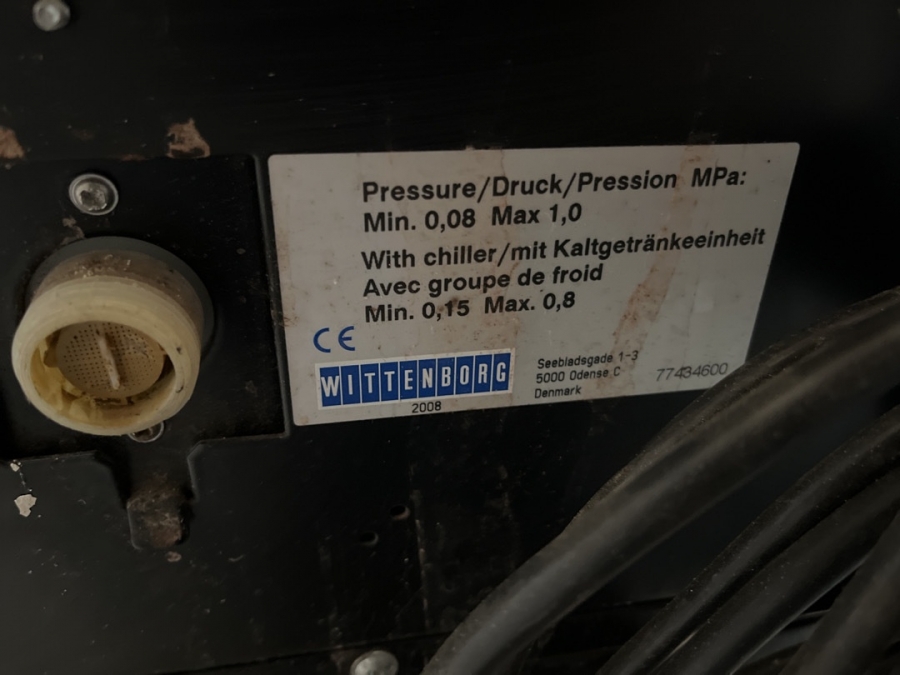 Pressure/Druck/Pression MPa:
Min. 0,08 Max 1,0
With chiller/mit Kaltgetränkeeinheit
Avec groupe de froid
Min. 0,15 Max. 0,8
CE
WITTENBORG
2008
Seebladsgade 1-3
5000 Odense C
Denmark
77434600